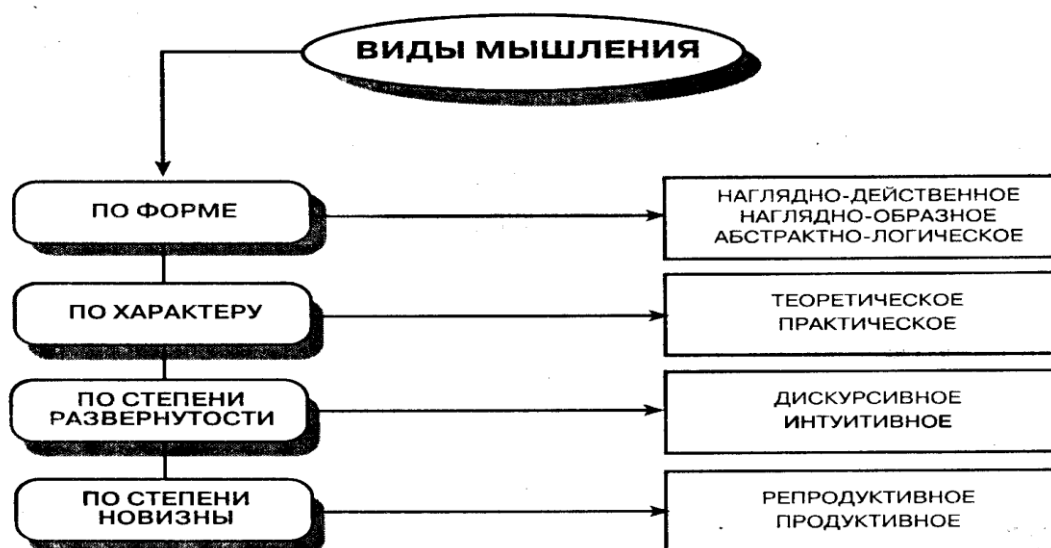 ВИДЫ МЫШЛЕНИЯ
ПО ФОРМЕ
НАГЛЯДНО-ДЕЙСТВЕННОЕ
НАГЛЯДНО-ОБРАЗНОЕ
АБСТРАКТНО-ЛОГИЧЕСКОЕ
ПО ХАРАКТЕРУ
ТЕОРЕТИЧЕСКОЕ
ПРАКТИЧЕСКОЕ
ПО СТЕПЕНИ
РАЗВЕРНУТОСТИ
ДИСКУРСИВНОЕ
ИНТУИТИВНОЕ
ПО СТЕПЕНИ
НОВИЗНЫ
РЕПРОДУКТИВНОЕ
ПРОДУКТИВНОЕ